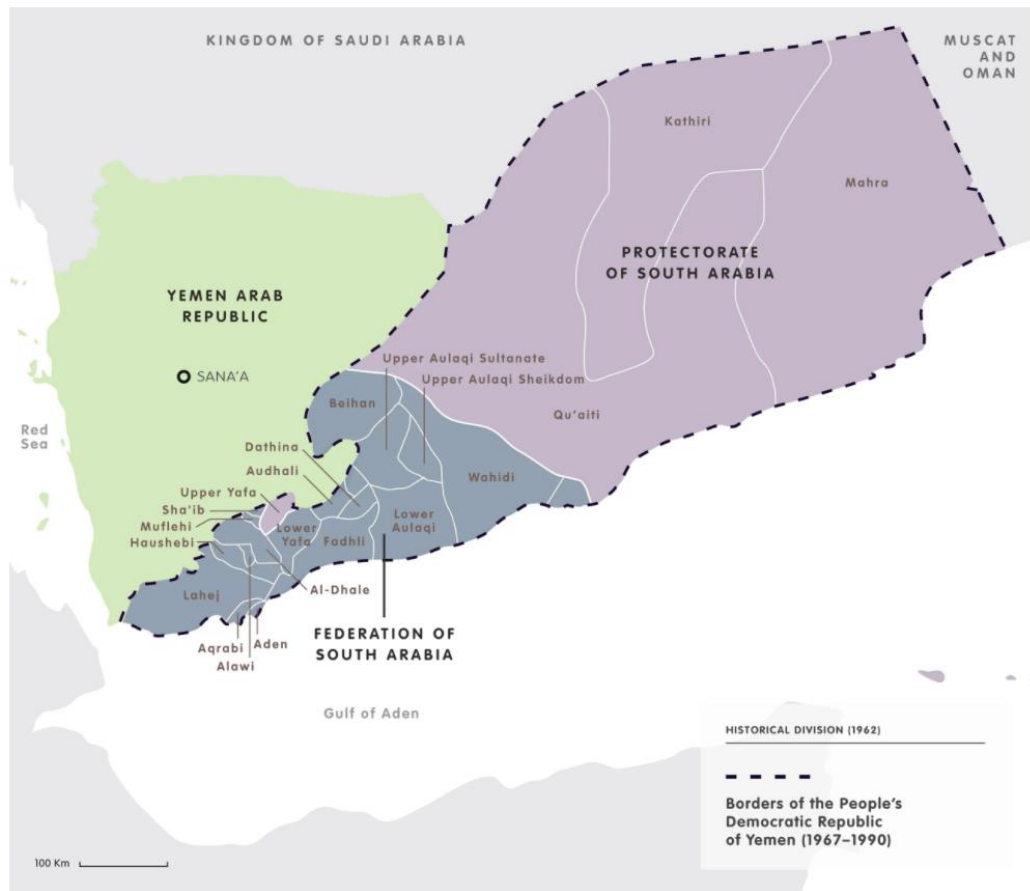 KINGDOM OF SAUDI ARABIA
MUSCAT
AND
OMAN
Kathiri
Mahra
PROTECTORATE
OF SOUTH ARABIA
YEMEN ARAB
REPUBLIC
SANA'A
Upper Aulaqi Sultanate
Upper Aulaqi Sheikdom
Beihan
Qu'aiti
Red
Sea
Dathina
Audhali
Wahidi
Upper Yafa
Sha'ib
Muflehi
Haushebi
Lower
Yafa
Fadhli
Lower
Aulaqi
Lahej
Al-Dhale
Aqrabi
Aden
Alawi
FEDERATION OF
SOUTH ARABIA
Gulf of Aden
HISTORICAL DIVISION (1962)
Borders of the People's
Democratic Republic
of Yemen (1967–1990)
100 Km